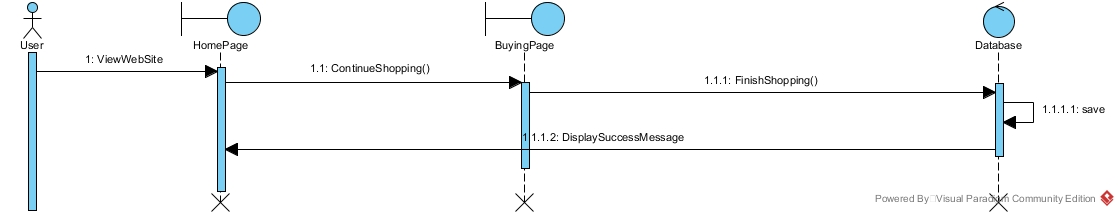 User
HomePage
BuyingPage
Database
1: ViewWebSite
1.1: ContinueShopping()
1.1.1: FinishShopping()
1.1.1.1: save
1.1.1.2: DisplaySuccessMessage
Powered By Visual Paradigm Community Edition